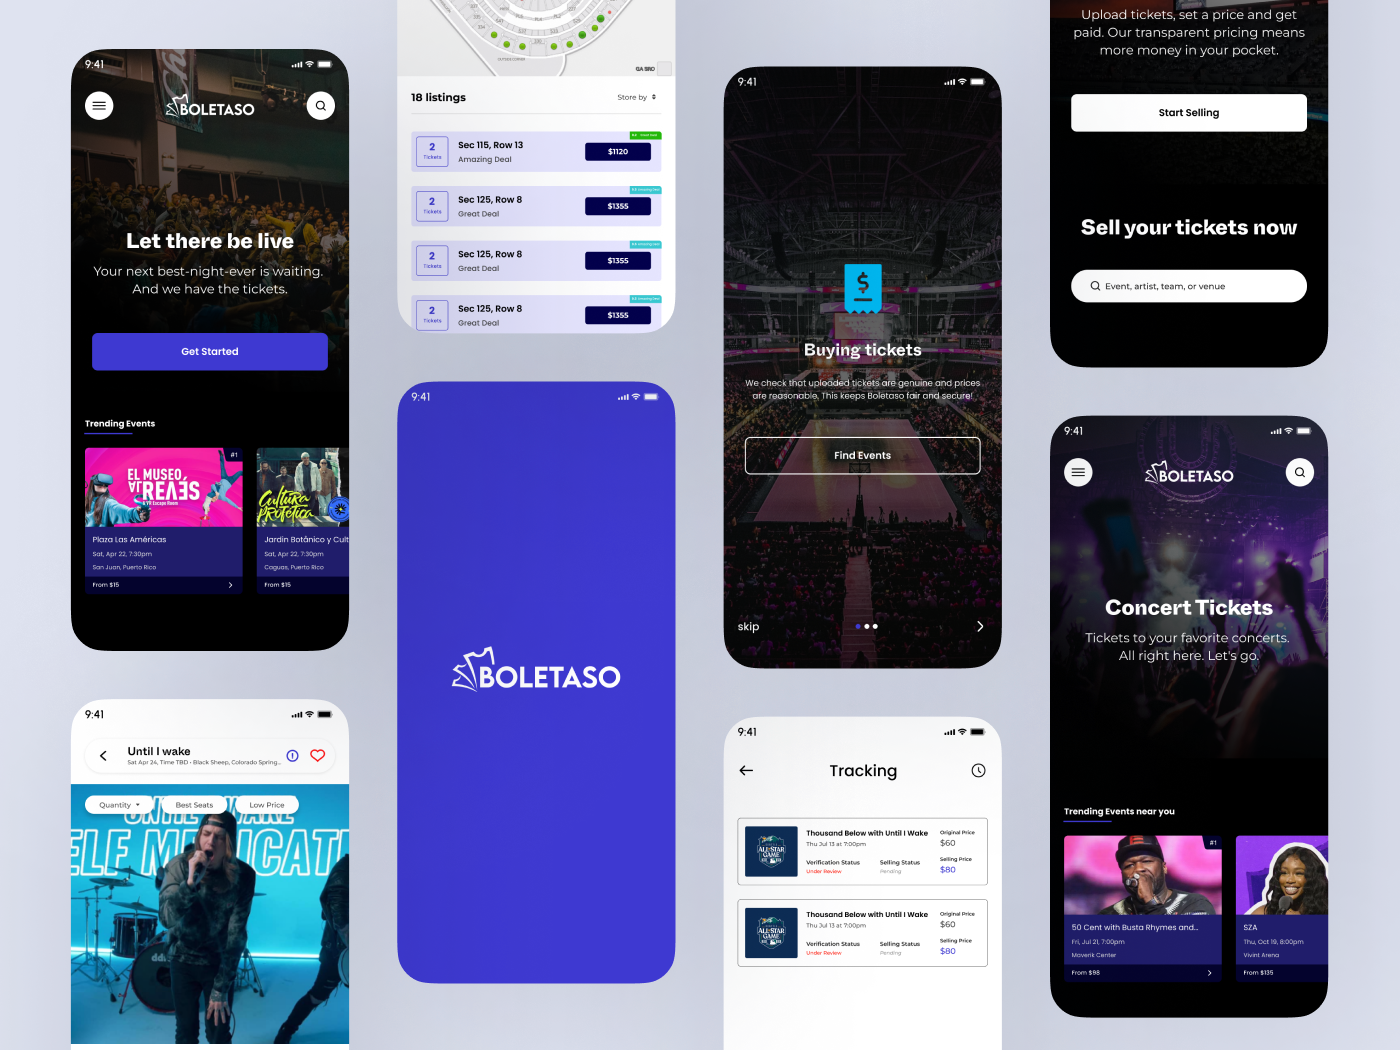 9:41
BOLETASO
Let there be live
Your next best-night-ever is waiting.
And we have the tickets.
Get Started
Trending Events
#1
EL MUSEO
AL REVÉS
& VR Escape Room
Plaza Las Américas
Sat, Apr 22, 7:30pm
San Juan, Puerto Rico
From $15
Cultura
Profética
Jardín Botánico y Cult
Sat, Apr 22, 7:30pm
Caguas, Puerto Rico
From $15
9:41
Until I wake
Sat Apr 24, Time TBD • Black Sheep, Colorado Spring...
Quantity
Best Seats
Low Price
UNTIL I WAKE
18 listings
Store by
2
Tickets
Sec 115, Row 13
Amazing Deal
$1120
2
Tickets
Sec 125, Row 8
Great Deal
$1355
2
Tickets
Sec 125, Row 8
Great Deal
$1355
2
Tickets
Sec 125, Row 8
Great Deal
$1355
9:41
BOLETASO
9:41
Buying tickets
We check that uploaded tickets are genuine and prices
are reasonable. This keeps Boletaso fair and secure!
Find Events
skip
9:41
Tracking
ALL-STAR
GAME
Thousand Below with Until I Wake
Thu Jul 13 at 7:00pm
Original Price
$60
Verification Status
Under Review
Selling Status
Pending
Selling Price
$80
ALL-STAR
GAME
Thousand Below with Until I Wake
Thu Jul 13 at 7:00pm
Original Price
$60
Verification Status
Under Review
Selling Status
Pending
Selling Price
$80
Upload tickets, set a price and get
paid. Our transparent pricing means
more money in your pocket.
Start Selling
Sell your tickets now
Event, artist, team, or venue
9:41
BOLETASO
Concert Tickets
Tickets to your favorite concerts.
All right here. Let's go.
Trending Events near you
#1
50 Cent with Busta Rhymes and...
Fri, Jul 21, 7:00pm
Maverik Center
From $98
SZA
Thu, Oct 19, 8:00pm
Vivint Arena
From $135